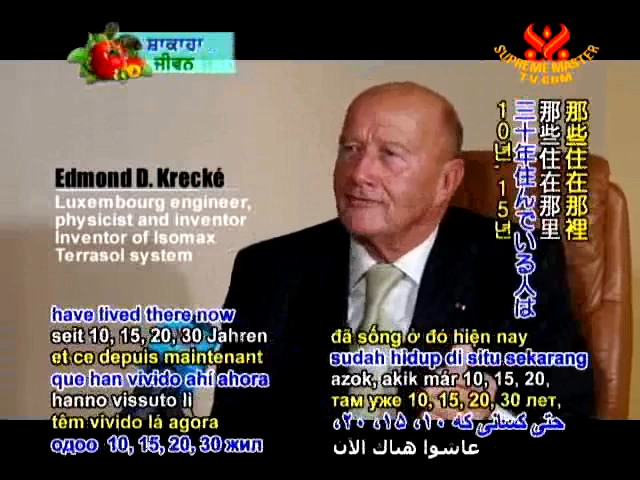 ਸ਼ਾਕਾਹਾ
ਜੀਵਨ
SUPREME MASTER
TV.COM
Edmond D. Krecké
Luxembourg engineer,
physicist and inventor
Inventor of Isomax
Terrasol system
那些住在那裡
那些住在那里
三十年住んでいる人は
10년, 15년
have lived there now
seit 10, 15, 20, 30 Jahren
et ce depuis maintenant
que han vivido ahí ahora
hanno vissuto lì
têm vivido lá agora
одоо 10, 15, 20, 30 жил
đã sống ở đó hiện nay
sudah hidup di situ sekarang
azok, akik már 10, 15, 20,
там уже 10, 15, 20, 30 лет,
حتی کسانی که ۱۰، ۱۵، ۲۰،
عاشوا هناك الآن